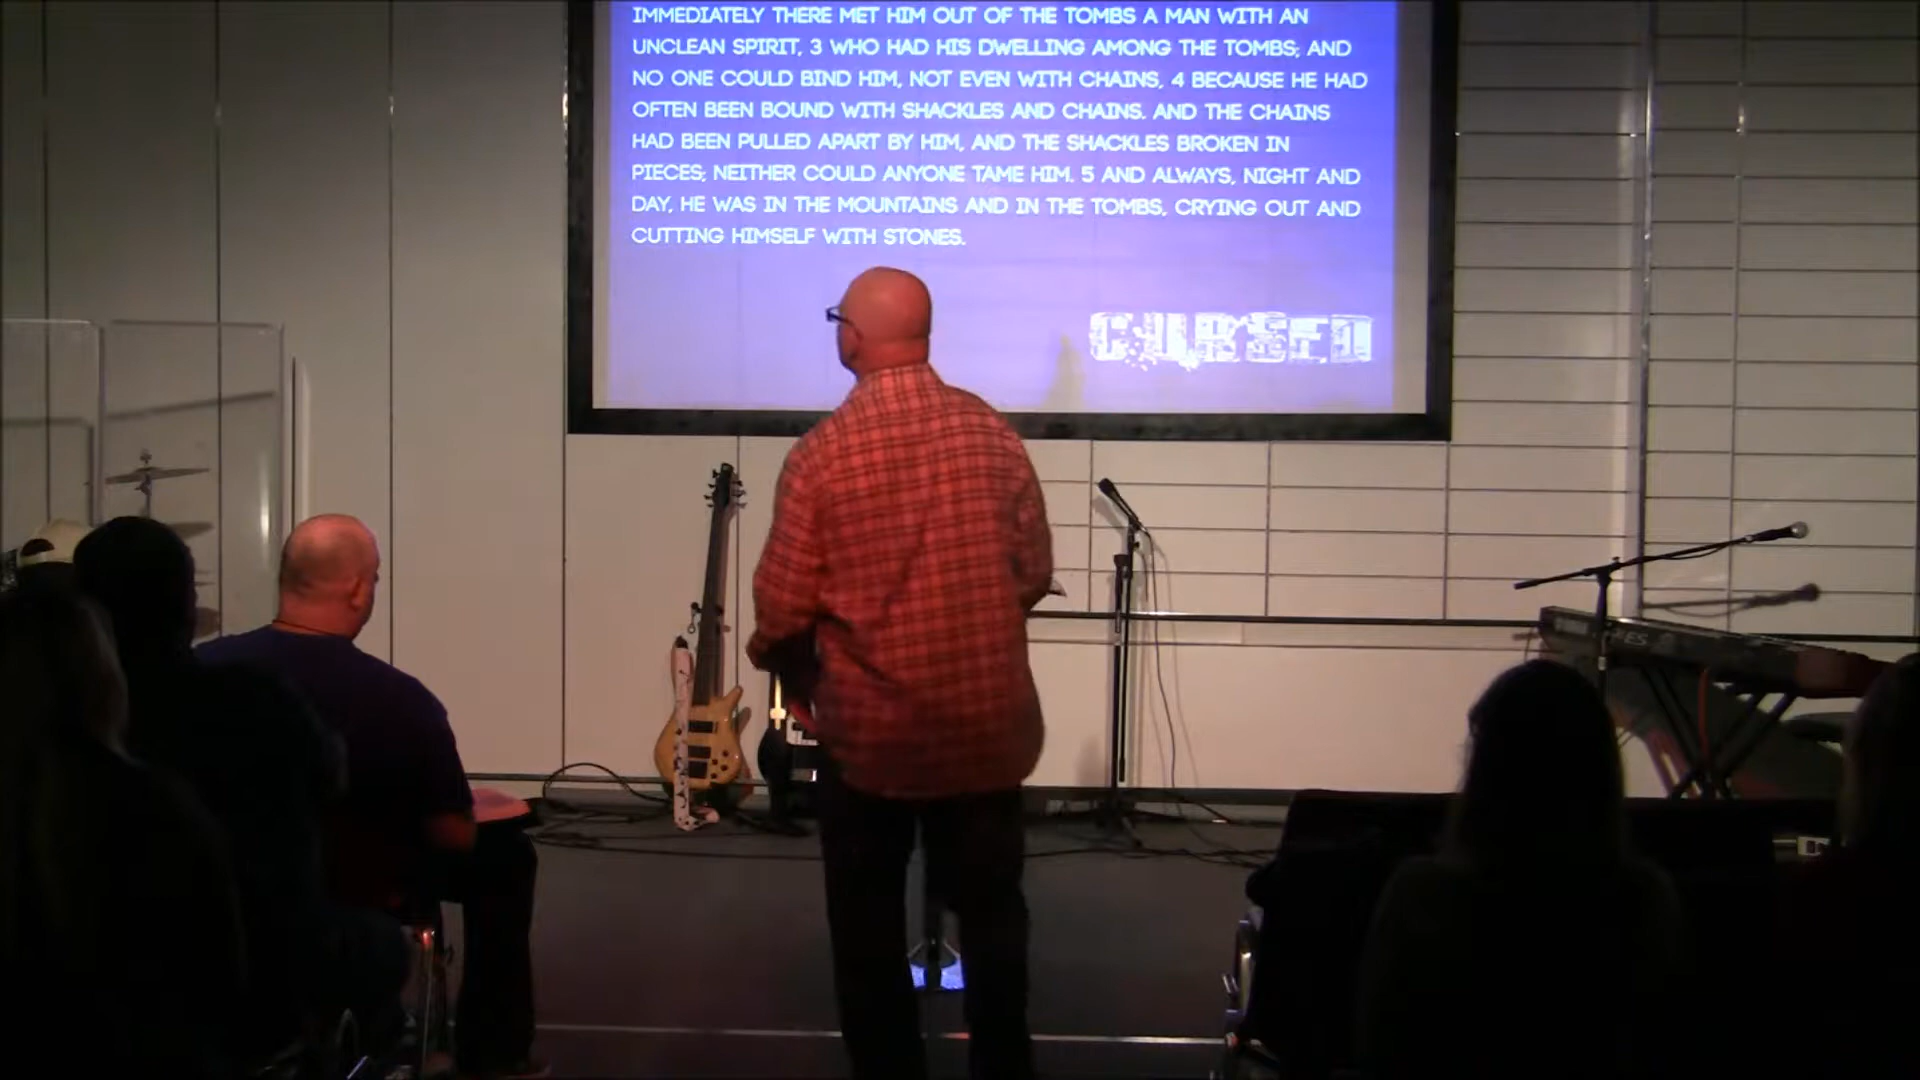 IMMEDIATELY THERE MET HIM OUT OF THE TOMBS A MAN WITH AN
UNCLEAN SPIRIT, 3 WHO HAD HIS DWELLING AMONG THE TOMBS; AND
NO ONE COULD BIND HIM, NOT EVEN WITH CHAINS, 4 BECAUSE HE HAD
OFTEN BEEN BOUND WITH SHACKLES AND CHAINS. AND THE CHAINS
HAD BEEN PULLED APART BY HIM, AND THE SHACKLES BROKEN IN
PIECES; NEITHER COULD ANYONE TAME HIM. 5 AND ALWAYS, NIGHT AND
DAY, HE WAS IN THE MOUNTAINS AND IN THE TOMBS, CRYING OUT AND
CUTTING HIMSELF WITH STONES.
CURSED